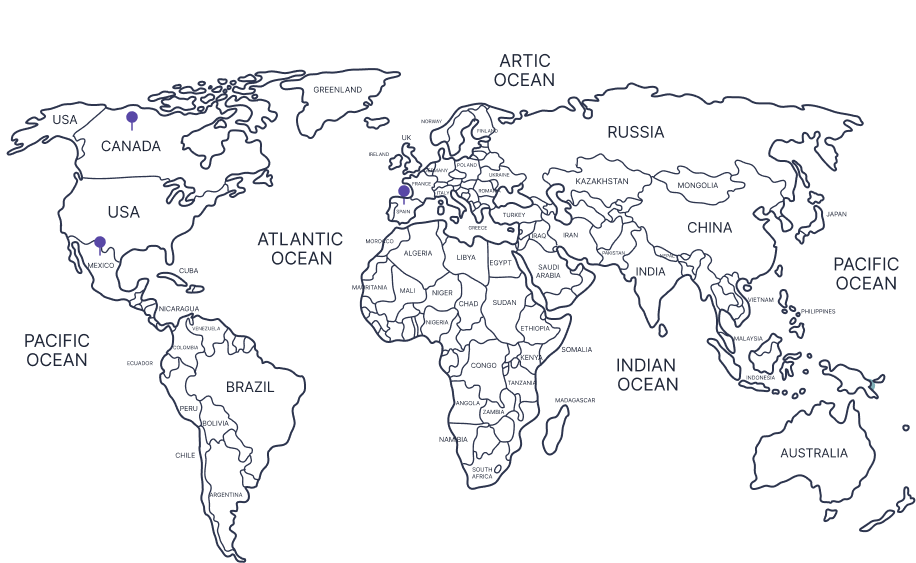 ARTIC
OCEAN
GREENLAND
USA
NORWAY
FINLAND
RUSSIA
CANADA
UK
IRELAND
POLAND
GERMANY
UKRAINE
KAZAKHSTAN
MONGOLIA
FRANCE
ITALY
ROMANIA
USA
SPAIN
TURKEY
JAPAN
GREECE
CHINA
ATLANTIC
OCEAN
MOROCCO
IRAQ
IRAN
ALGERIA
LIBYA
EGYPT
PAKISTAN
NEPAL
MEXICO
CUBA
SAUDI
ARABIA
INDIA
PACIFIC
OCEAN
MAURITANIA
MALI
NIGER
CHAD
SUDAN
VIETNAM
NICARAGUA
PHILIPPINES
NIGERIA
ETHIOPIA
VENEZUELA
MALAYSIA
PACIFIC
OCEAN
COLOMBIA
SOMALIA
ECUADOR
CONGO
KENYA
INDIAN
OCEAN
INDONESIA
TANZANIA
BRAZIL
MADAGASCAR
ANGOLA
PERU
ZAMBIA
BOLIVIA
NAMIBIA
CHILE
AUSTRALIA
SOUTH
AFRICA
ARGENTINA